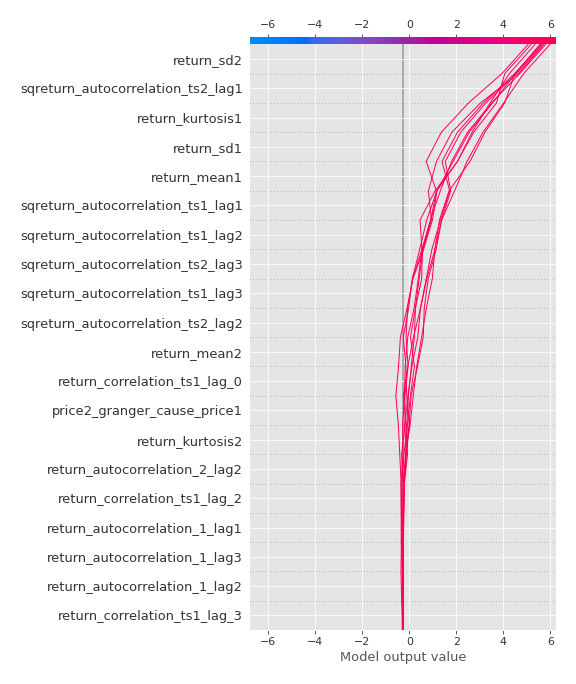 −6 −4 −2 0 2 4 6
return_sd2
sqreturn_autocorrelation_ts2_lag1
return_kurtosis1
return_sd1
return_mean1
sqreturn_autocorrelation_ts1_lag1
sqreturn_autocorrelation_ts1_lag2
sqreturn_autocorrelation_ts2_lag3
sqreturn_autocorrelation_ts1_lag3
sqreturn_autocorrelation_ts2_lag2
return_mean2
return_correlation_ts1_lag_0
price2_granger_cause_price1
return_kurtosis2
return_autocorrelation_2_lag2
return_correlation_ts1_lag_2
return_autocorrelation_1_lag1
return_autocorrelation_1_lag3
return_autocorrelation_1_lag2
return_correlation_ts1_lag_3
−6 −4 −2 0 2 4 6
Model output value